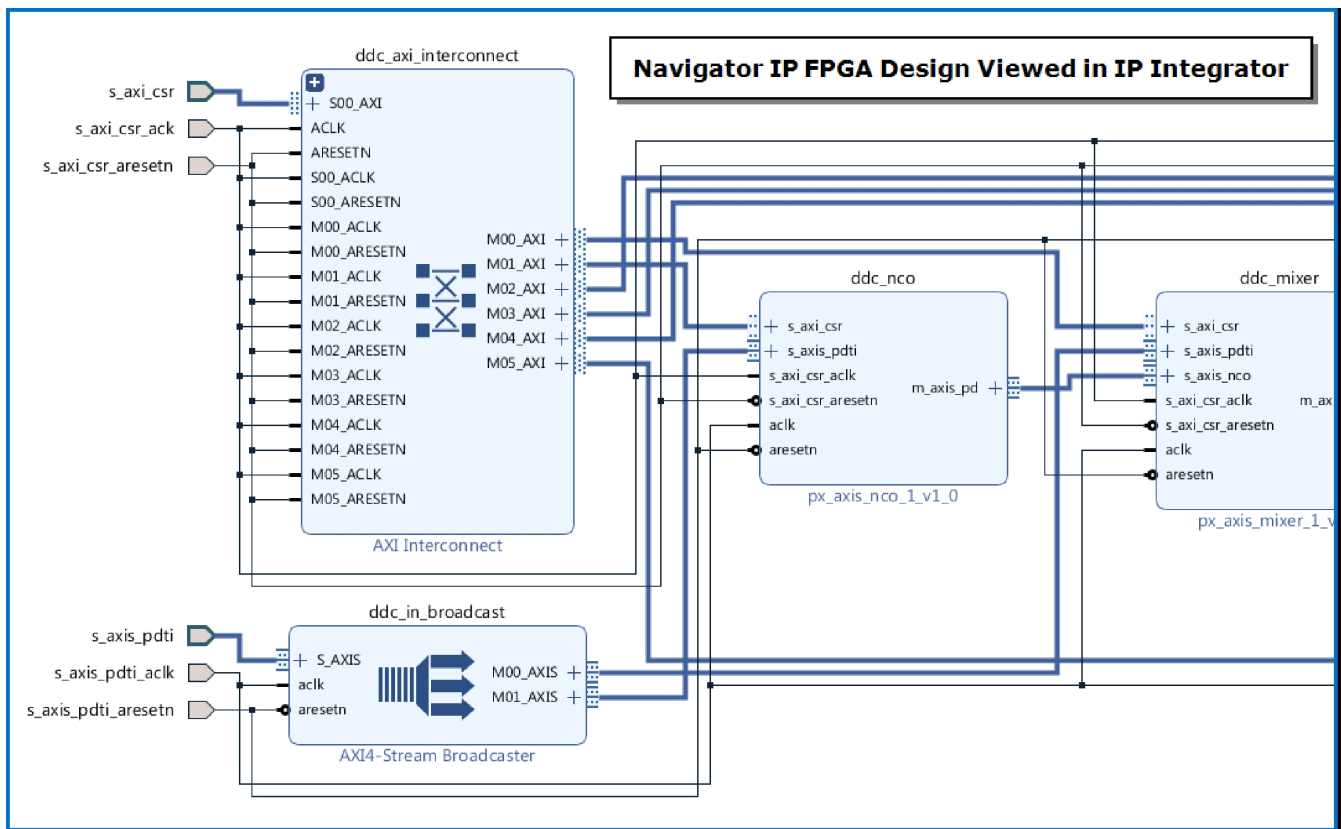 Navigator IP FPGA Design Viewed in IP Integrator
ddc_axi_interconnect
s_axi_csr
s_axi_csr_ack
s_axi_csr_aresetn
S00_AXI
ACLK
ARESETN
S00_ACLK
S00_ARESETN
M00_ACLK
M00_ARESETN
M01_ACLK
M01_ARESETN
M02_ACLK
M02_ARESETN
M03_ACLK
M03_ARESETN
M04_ACLK
M04_ARESETN
M05_ACLK
M05_ARESETN
M00_AXI
M01_AXI
M02_AXI
M03_AXI
M04_AXI
M05_AXI
AXI Interconnect
ddc_nco
s_axi_csr
s_axis_pdti
s_axi_csr_aclk
s_axi_csr_aresetn
aclk
aresetn
m_axis_pd
px_axis_nco_1_v1_0
ddc_mixer
s_axi_csr
s_axis_pdti
s_axis_nco
s_axi_csr_aclk
s_axi_csr_aresetn
aclk
aresetn
m_ax
px_axis_mixer_1_v
ddc_in_broadcast
s_axis_pdti
s_axis_pdti_aclk
s_axis_pdti_aresetn
S_AXIS
aclk
aresetn
M00_AXIS
M01_AXIS
AXI4-Stream Broadcaster